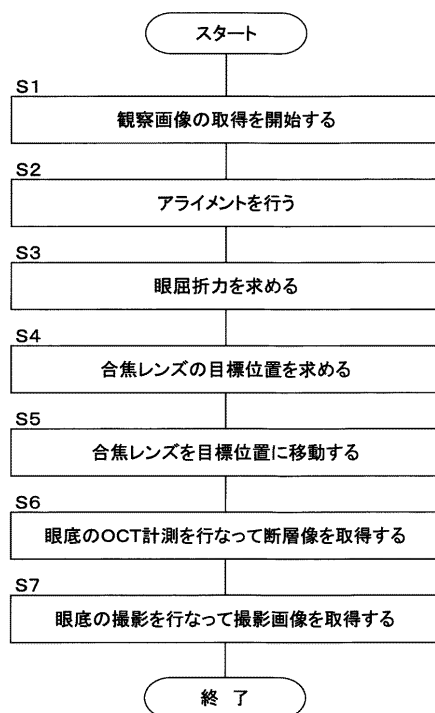 スタート
S1
観察画像の取得を開始する
S2
アライメントを行う
S3
眼屈折力を求める
S4
合焦レンズの目標位置を求める
S5
合焦レンズを目標位置に移動する
S6
眼底のOCT計測を行なって断層像を取得する
S7
眼底の撮影を行なって撮影画像を取得する
終 了